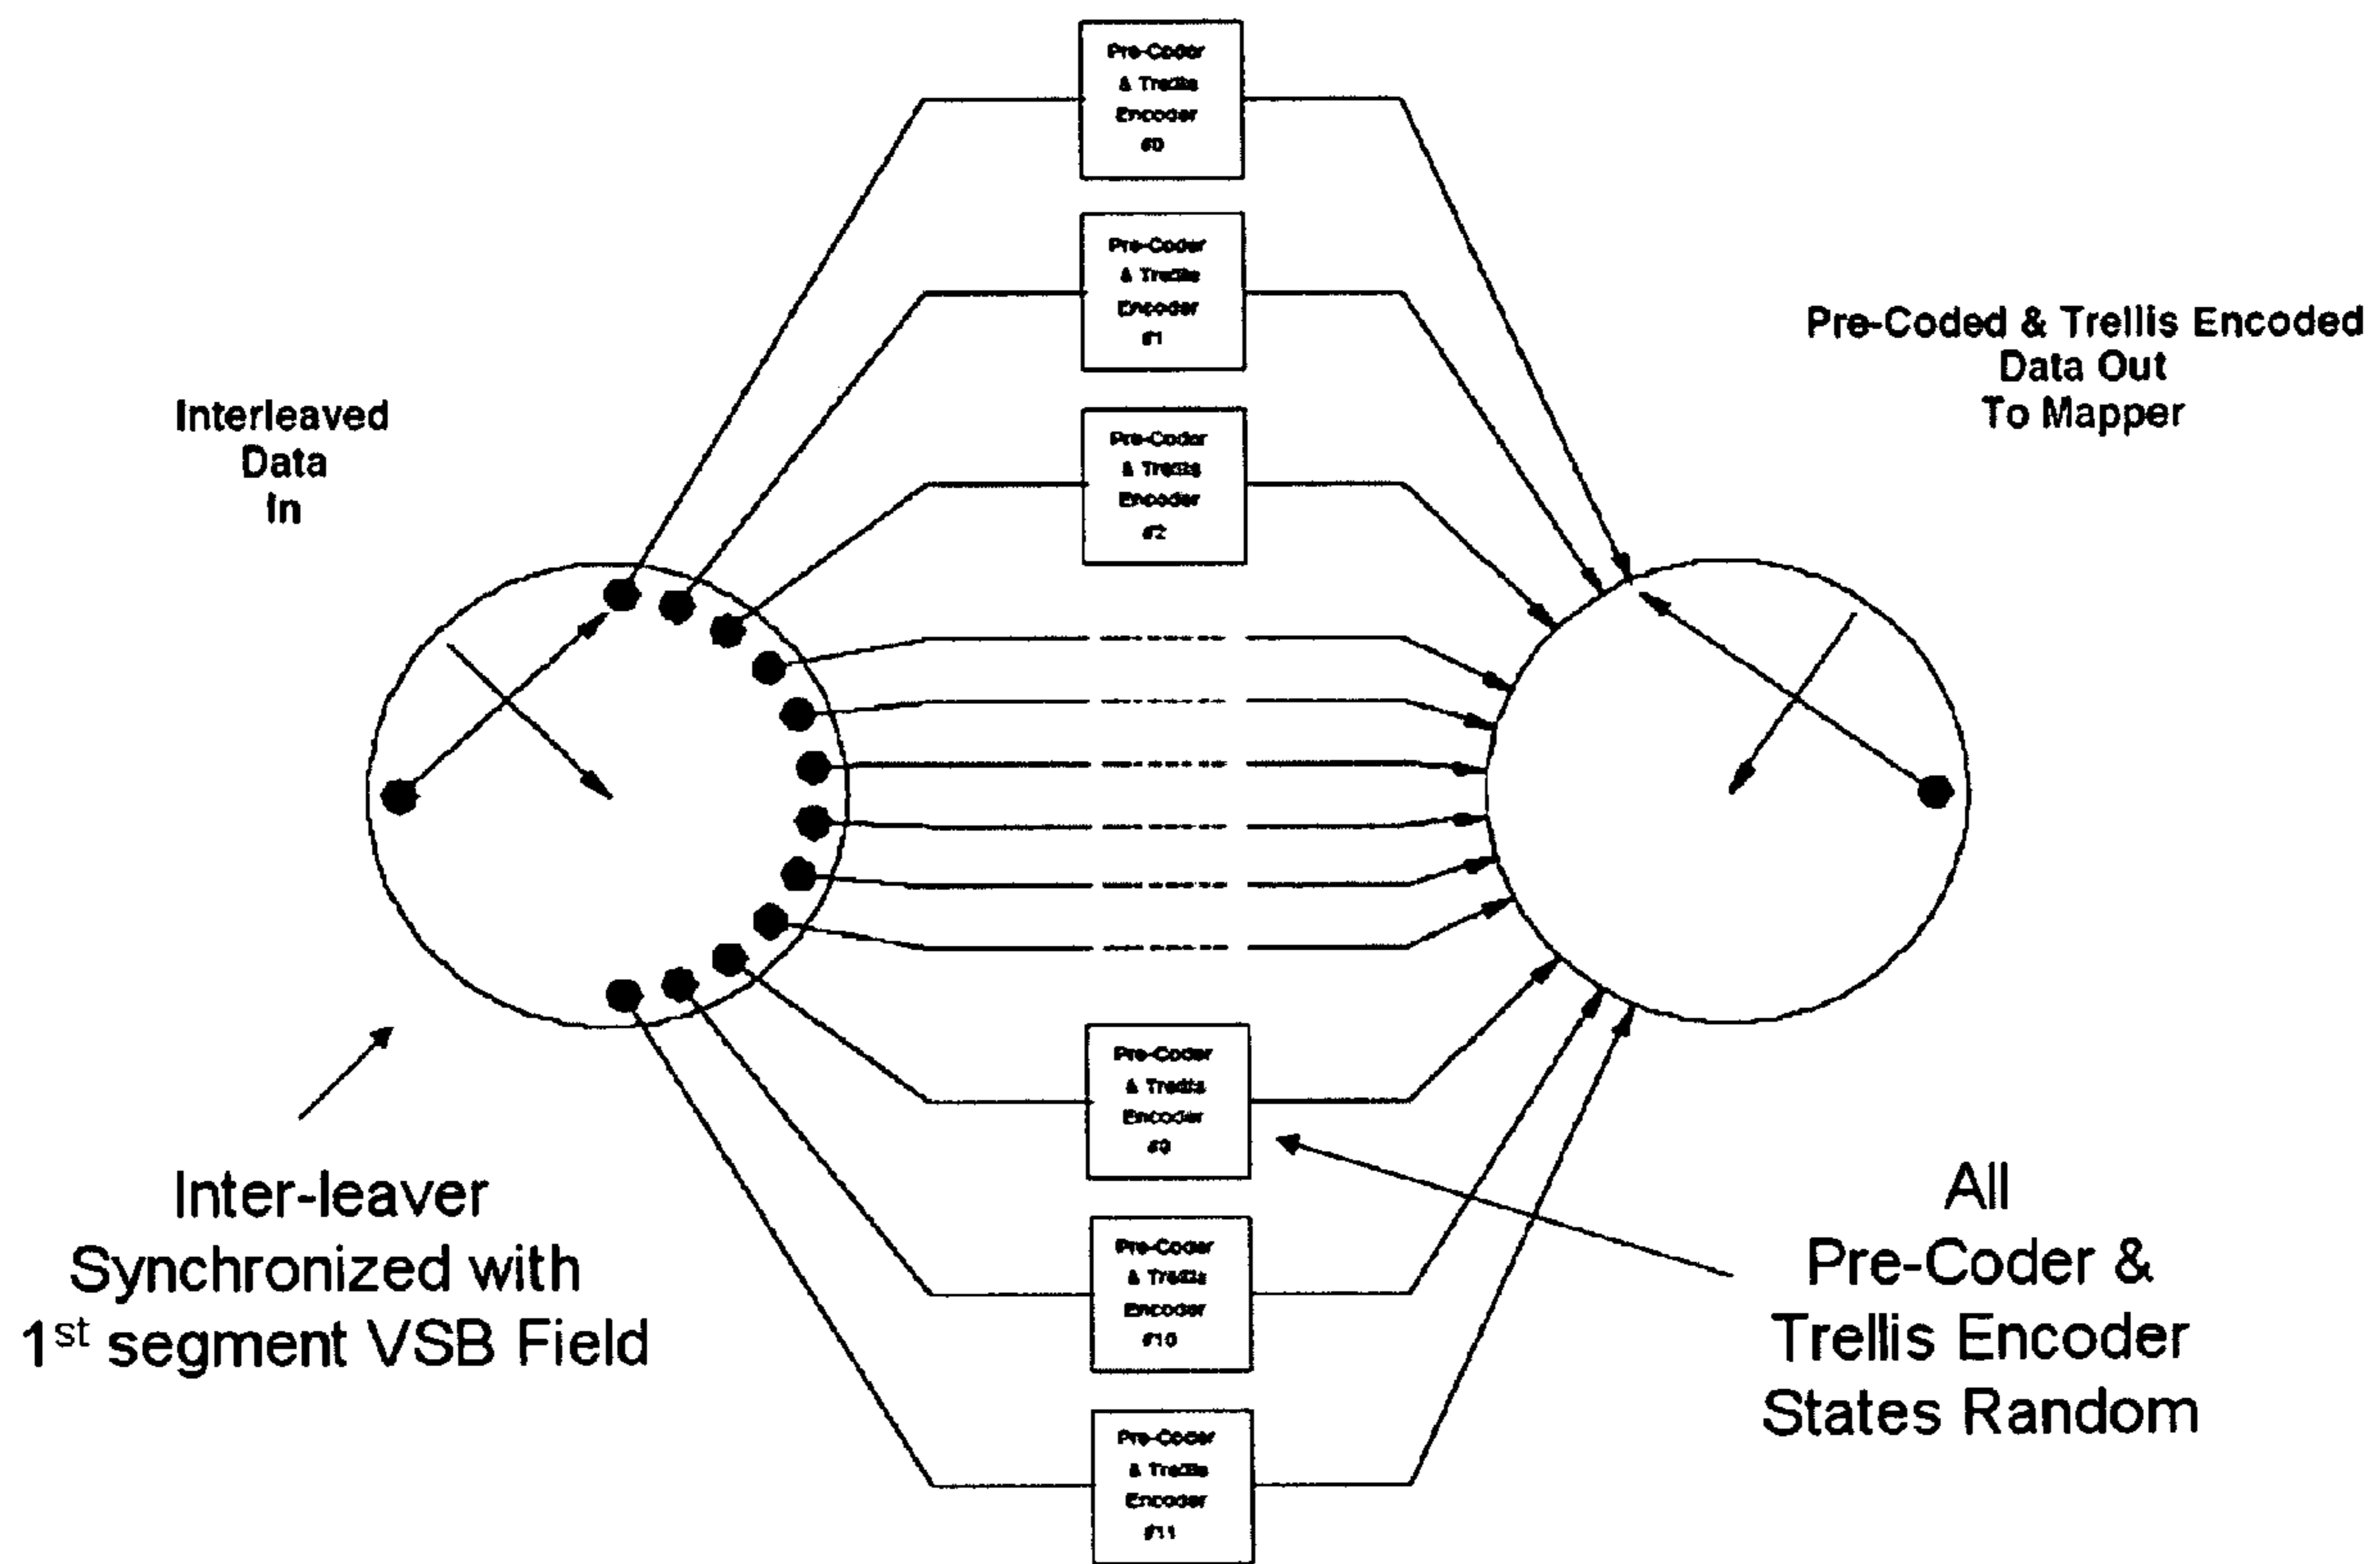 Pre-Coder
& Trellis
Encoder
#0
Pre-Coder
& Trellis
Encoder
#1
Pre-Coder
& Trellis
Encoder
#2
Interleaved
Data
In
Pre-Coded & Trellis Encoded
Data Out
To Mapper
Pre-Coder
& Trellis
Encoder
#9
Pre-Coder
& Trellis
Encoder
#10
Pre-Coder
& Trellis
Encoder
#11
Inter-leaver
Synchronized with
1st segment VSB Field
All
Pre-Coder &
Trellis Encoder
States Random